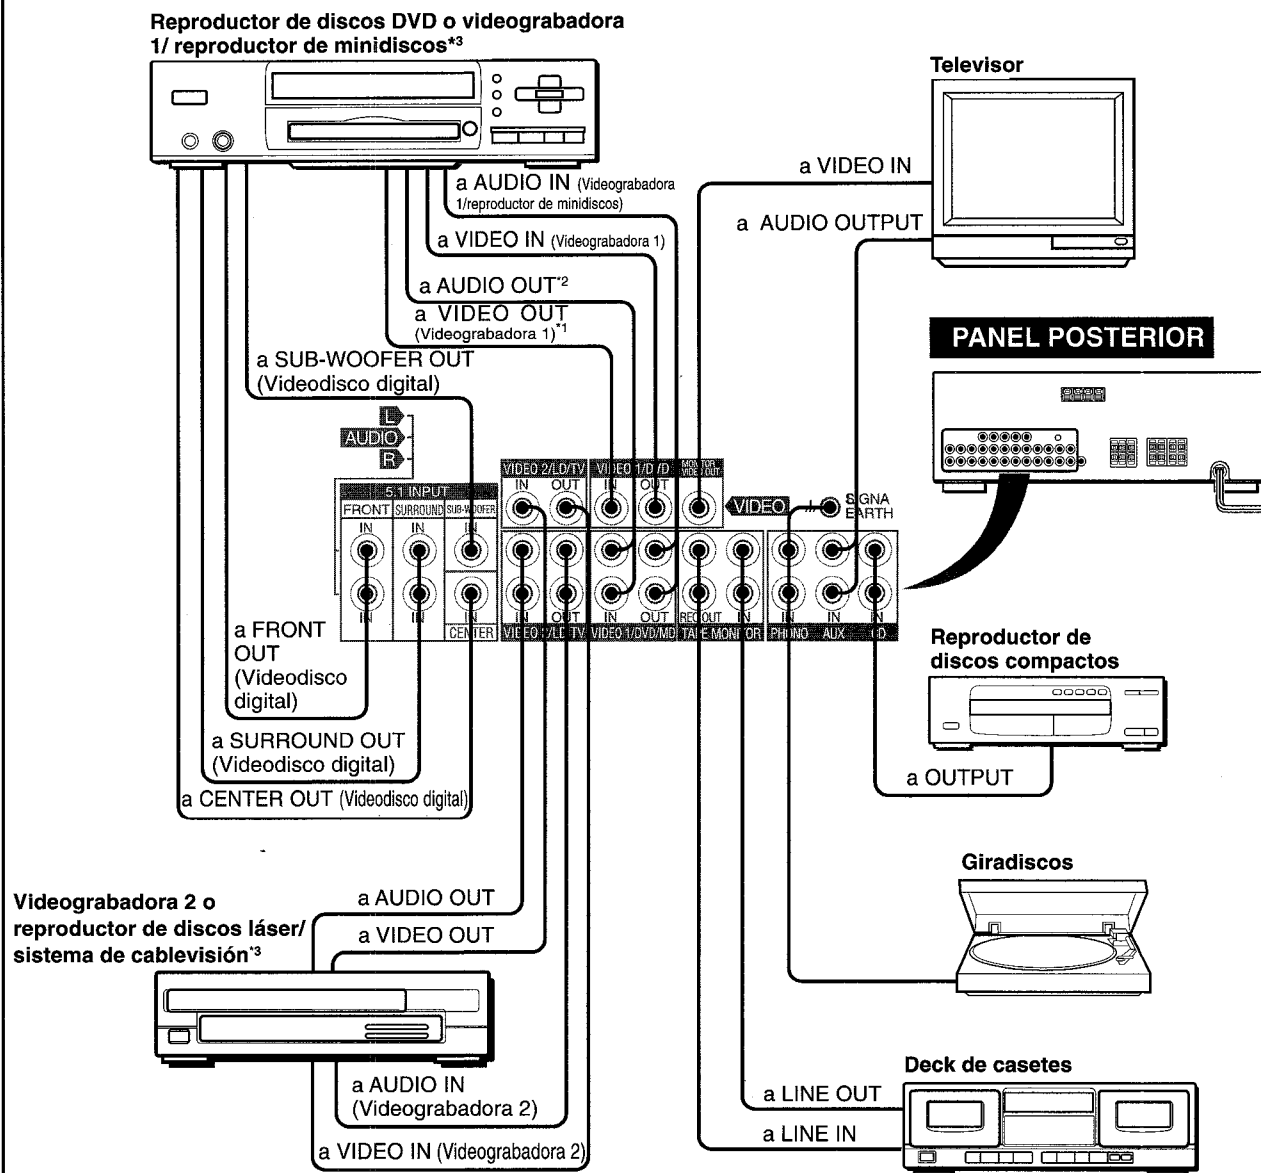 Reproductor de discos DVD o videograbadora
1/ reproductor de minidiscos*3
Televisor
a VIDEO IN
a AUDIO OUTPUT
a AUDIO IN (Videograbadora
1/reproductor de minidiscos)
a VIDEO IN (Videograbadora 1)
a AUDIO OUT*2
a VIDEO OUT
(Videograbadora 1)*1
a SUB-WOOFER OUT
(Videodisco digital)
PANEL POSTERIOR
L
AUDIO
R
5.1 INPUT
FRONT SURROUND SUB-WOOFER
IN IN IN
VIDEO 2/LD/TV VIDEO 1/DVD MONITOR VIDEO OUT
IN OUT IN OUT
VIDEO
SIGNA
EARTH
IN IN CENTER
IN OUT IN OUT REC OUT IN IN IN IN
VIDEO 2/LD/TV VIDEO 1/DVD/MD TAPE MONITOR PHONO AUX CD
a FRONT
OUT
(Videodisco
digital)
a SURROUND OUT
(Videodisco digital)
a CENTER OUT (Videodisco digital)
Reproductor de
discos compactos
a OUTPUT
Giradiscos
Videograbadora 2 o
reproductor de discos láser/
sistema de cablevisión*3
a AUDIO OUT
a VIDEO OUT
a AUDIO IN
(Videograbadora 2)
a VIDEO IN (Videograbadora 2)
Deck de casetes
a LINE OUT
a LINE IN